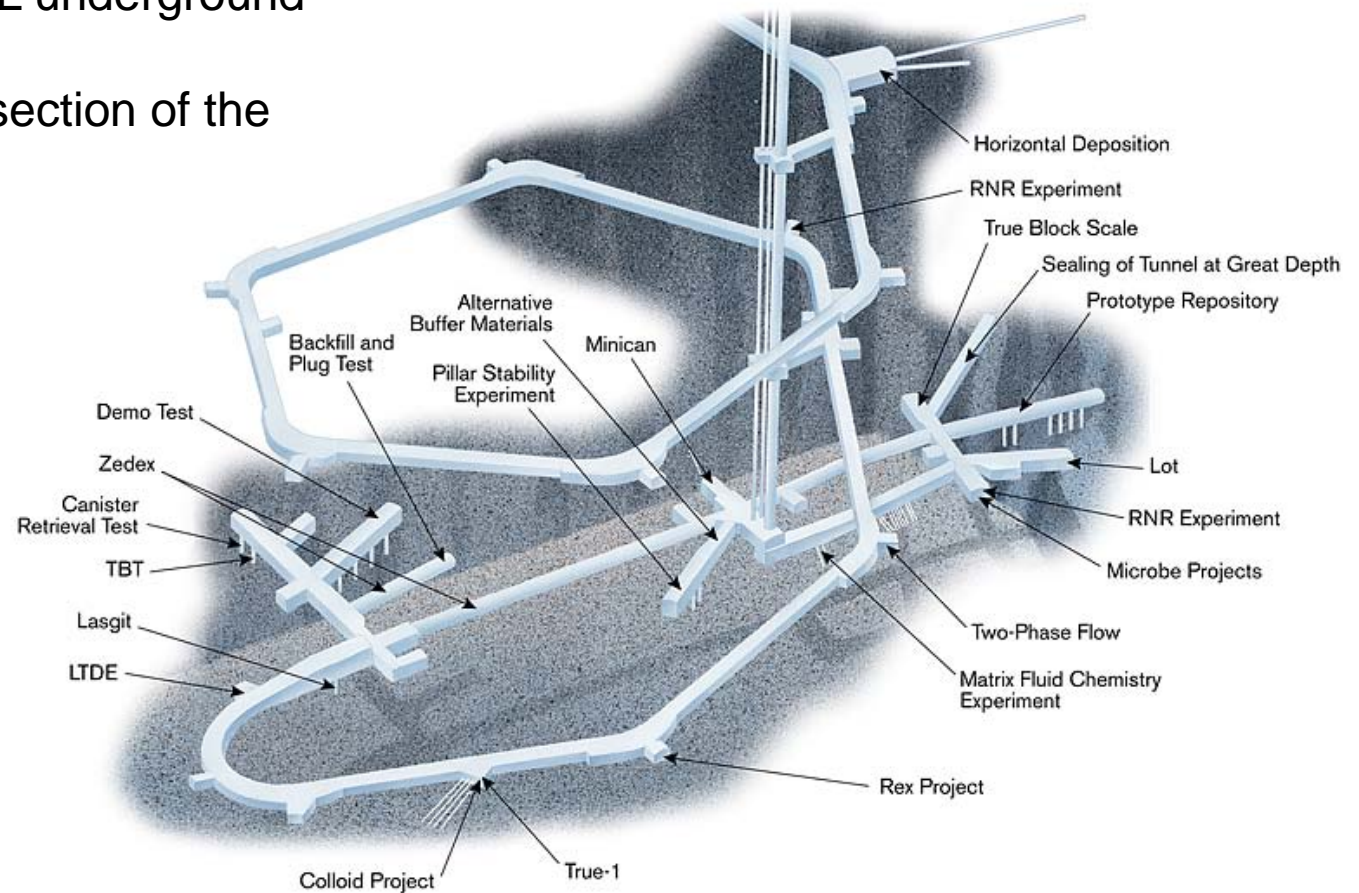 E underground
section of the
Horizontal Deposition
RNR Experiment
True Block Scale
Sealing of Tunnel at Great Depth
Prototype Repository
Alternative
Buffer Materials
Minican
Backfill and
Plug Test
Pillar Stability
Experiment
Demo Test
Zedex
Canister
Retrieval Test
TBT
Lasgit
LTDE
Lot
RNR Experiment
Microbe Projects
Two-Phase Flow
Matrix Fluid Chemistry
Experiment
Rex Project
True-1
Colloid Project